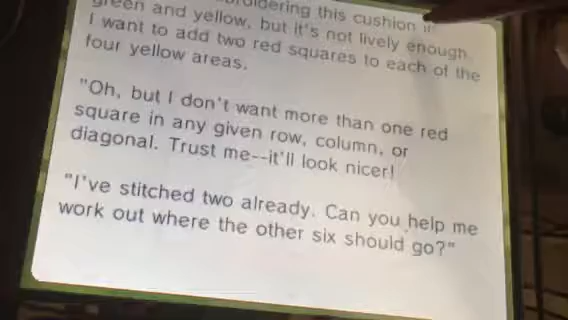 this cushion in
green and yellow, but it's not lively enough.
I want to add two red squares to each of the
four yellow areas.
"Oh, but I don't want more than one red
square in any given row, column, or
diagonal. Trust me--it'll look nicer!
"I've stitched two already. Can you help me
work out where the other six should go?"